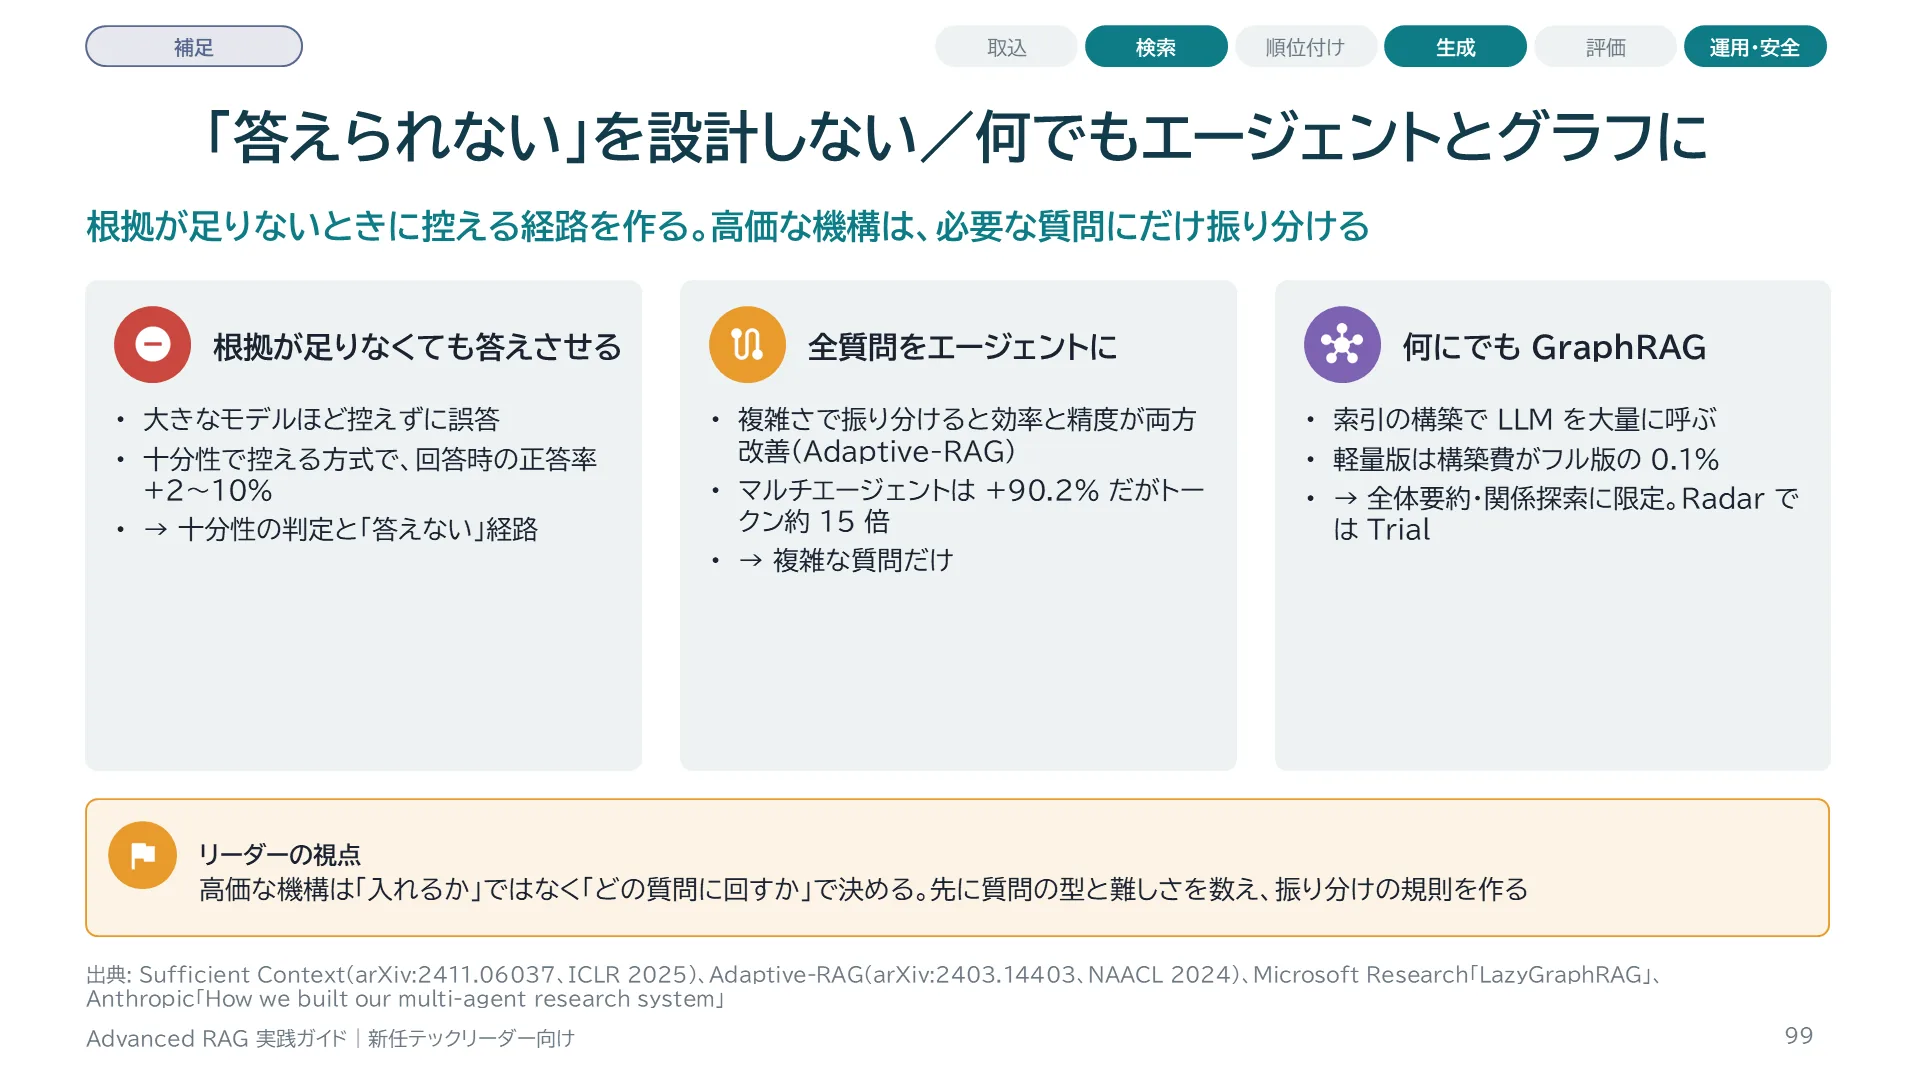 補足
取込
検索
順位付け
生成
評価
運用・安全
「答えられない」を設計しない／何でもエージェントとグラフに
根拠が足りないときに控える経路を作る。高価な機構は、必要な質問にだけ振り分ける
根拠が足りなくても答えさせる
• 大きなモデルほど控えずに誤答
• 十分性で控える方式で、回答時の正答率
+2〜10%
• → 十分性の判定と「答えない」経路
全質問をエージェントに
• 複雑さで振り分けると効率と精度が両方
改善(Adaptive-RAG)
• マルチエージェントは +90.2% だがトー
クン約 15 倍
• → 複雑な質問だけ
何にでも GraphRAG
• 索引の構築で LLM を大量に呼ぶ
• 軽量版は構築費がフル版の 0.1%
• → 全体要約・関係探索に限定。Radar で
は Trial
リーダーの視点
高価な機構は「入れるか」ではなく「どの質問に回すか」で決める。先に質問の型と難しさを数え、振り分けの規則を作る
出典: Sufficient Context(arXiv:2411.06037、ICLR 2025)、Adaptive-RAG(arXiv:2403.14403、NAACL 2024)、Microsoft Research「LazyGraphRAG」、
Anthropic「How we built our multi-agent research system」
Advanced RAG 実践ガイド｜新任テックリーダー向け
99